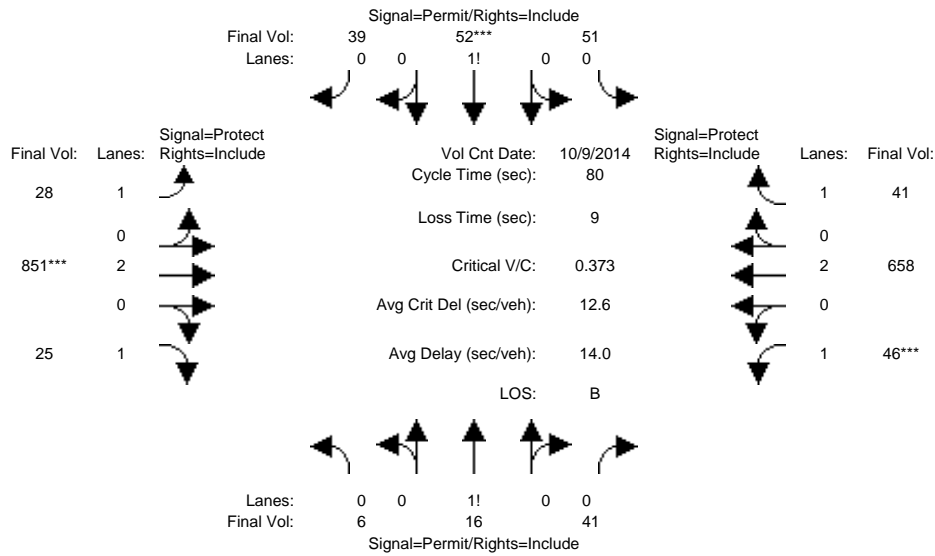 Signal=Permit/Rights=Include
Final Vol: 39 52*** 51
Lanes: 0 0 1! 0 0
Signal=Protect Signal=Protect
Final Vol: Lanes: Rights=Include Vol Cnt Date: 10/9/2014 Rights=Include Lanes: Final Vol:
Cycle Time (sec): 80
28 1 1 41
Loss Time (sec): 9
0 0
851*** 2 Critical V/C: 0.373 2 658
0 Avg Crit Del (sec/veh): 12.6 0
25 1 Avg Delay (sec/veh): 14.0 1 46***
LOS: B
Lanes: 0 0 1! 0 0
Final Vol: 6 16 41
Signal=Permit/Rights=Include